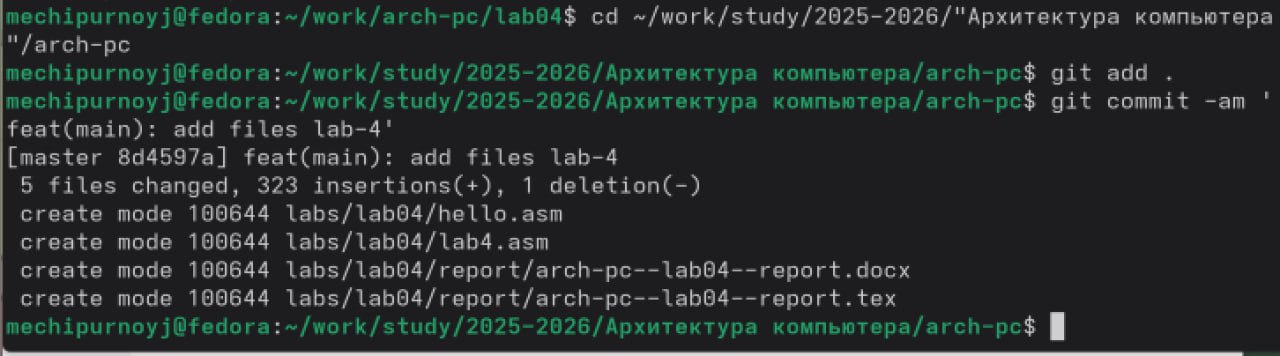 mechipurnoyj@fedora:~/work/arch-pc/lab04$ cd ~/work/study/2025-2026/"Архитектура компьютера
"/arch-pc
mechipurnoyj@fedora:~/work/study/2025-2026/Архитектура компьютера/arch-pc$ git add .
mechipurnoyj@fedora:~/work/study/2025-2026/Архитектура компьютера/arch-pc$ git commit -am '
feat(main): add files lab-4'
[master 8d4597a] feat(main): add files lab-4
 5 files changed, 323 insertions(+), 1 deletion(-)
 create mode 100644 labs/lab04/hello.asm
 create mode 100644 labs/lab04/lab4.asm
 create mode 100644 labs/lab04/report/arch-pc--lab04--report.docx
 create mode 100644 labs/lab04/report/arch-pc--lab04--report.tex
mechipurnoyj@fedora:~/work/study/2025-2026/Архитектура компьютера/arch-pc$